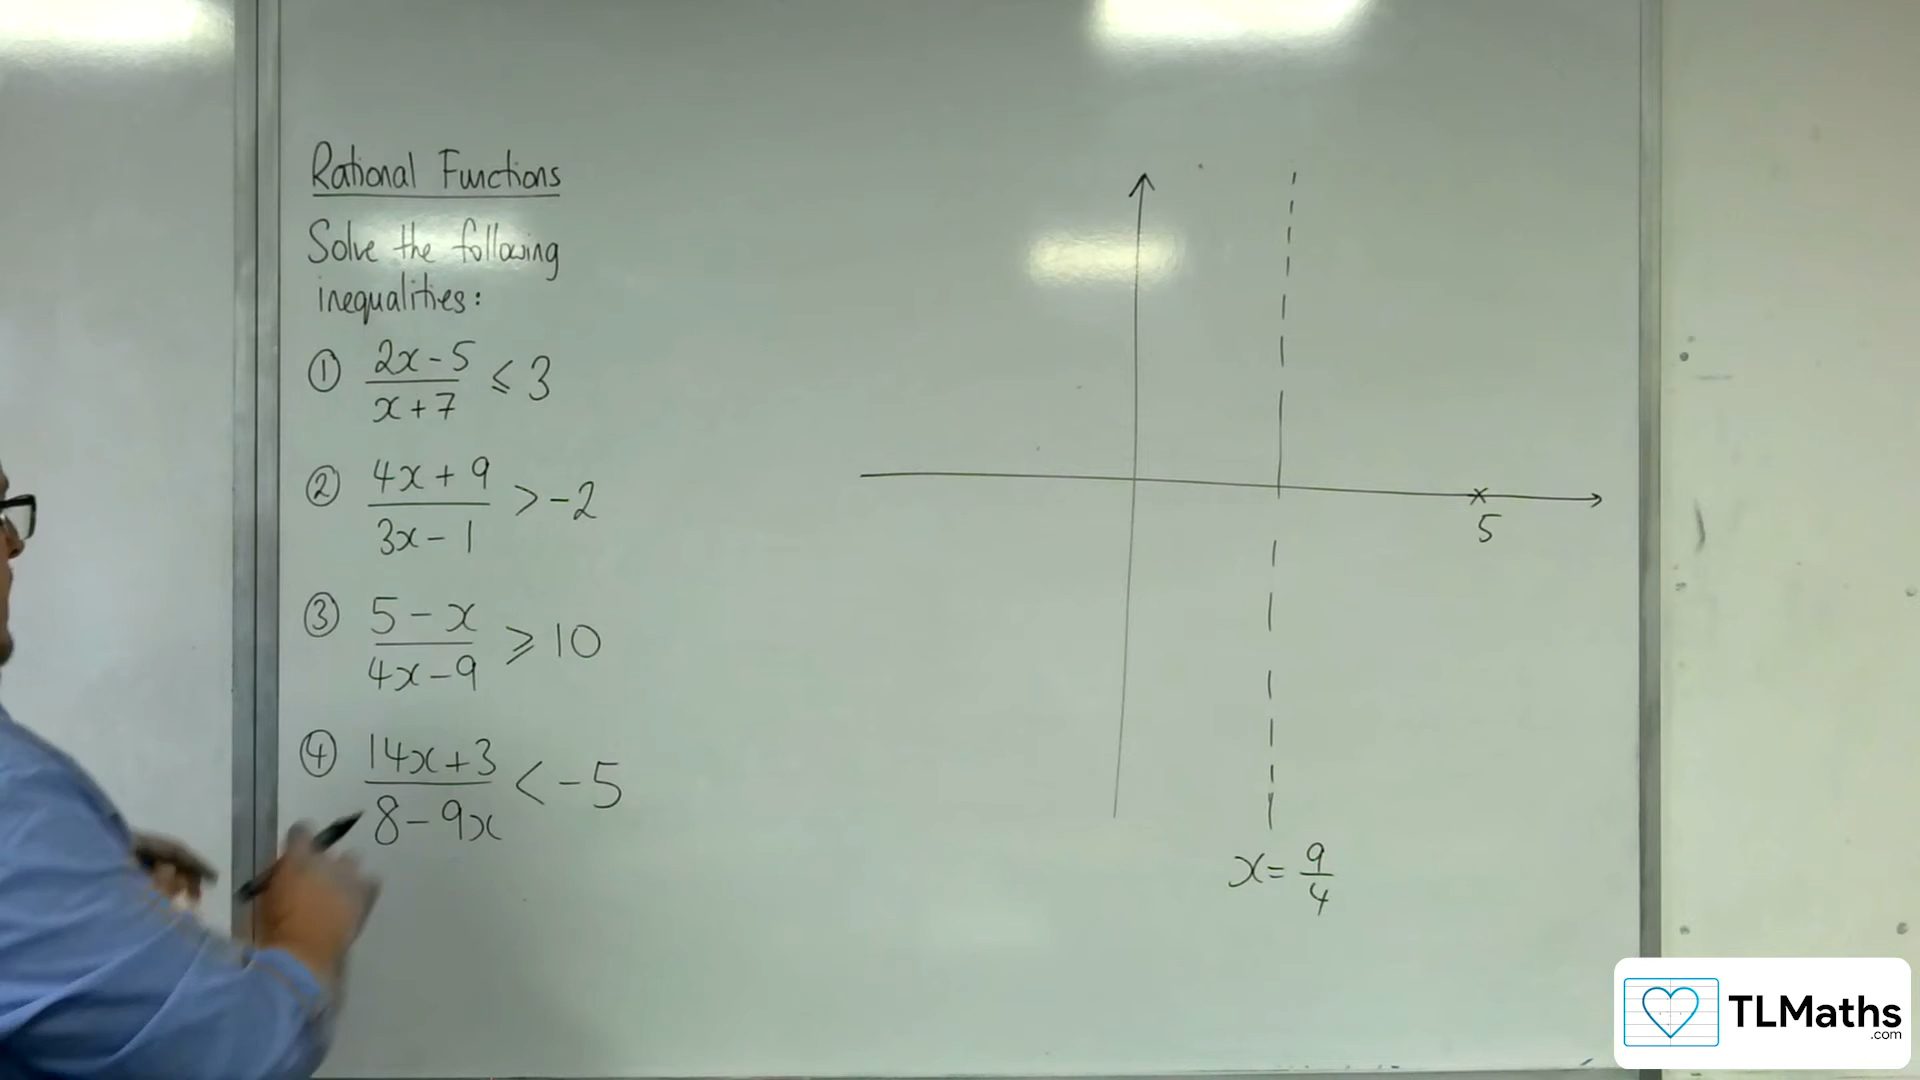 Rational Functions
Solve the following
inequalities:
① (2x - 5)/(x + 7) ⩽ 3
② (4x + 9)/(3x - 1) > -2
③ (5 - x)/(4x - 9) ⩾ 10
④ (14x + 3)/(8 - 9x) < -5
5
x = 9/4
TLMaths
.com